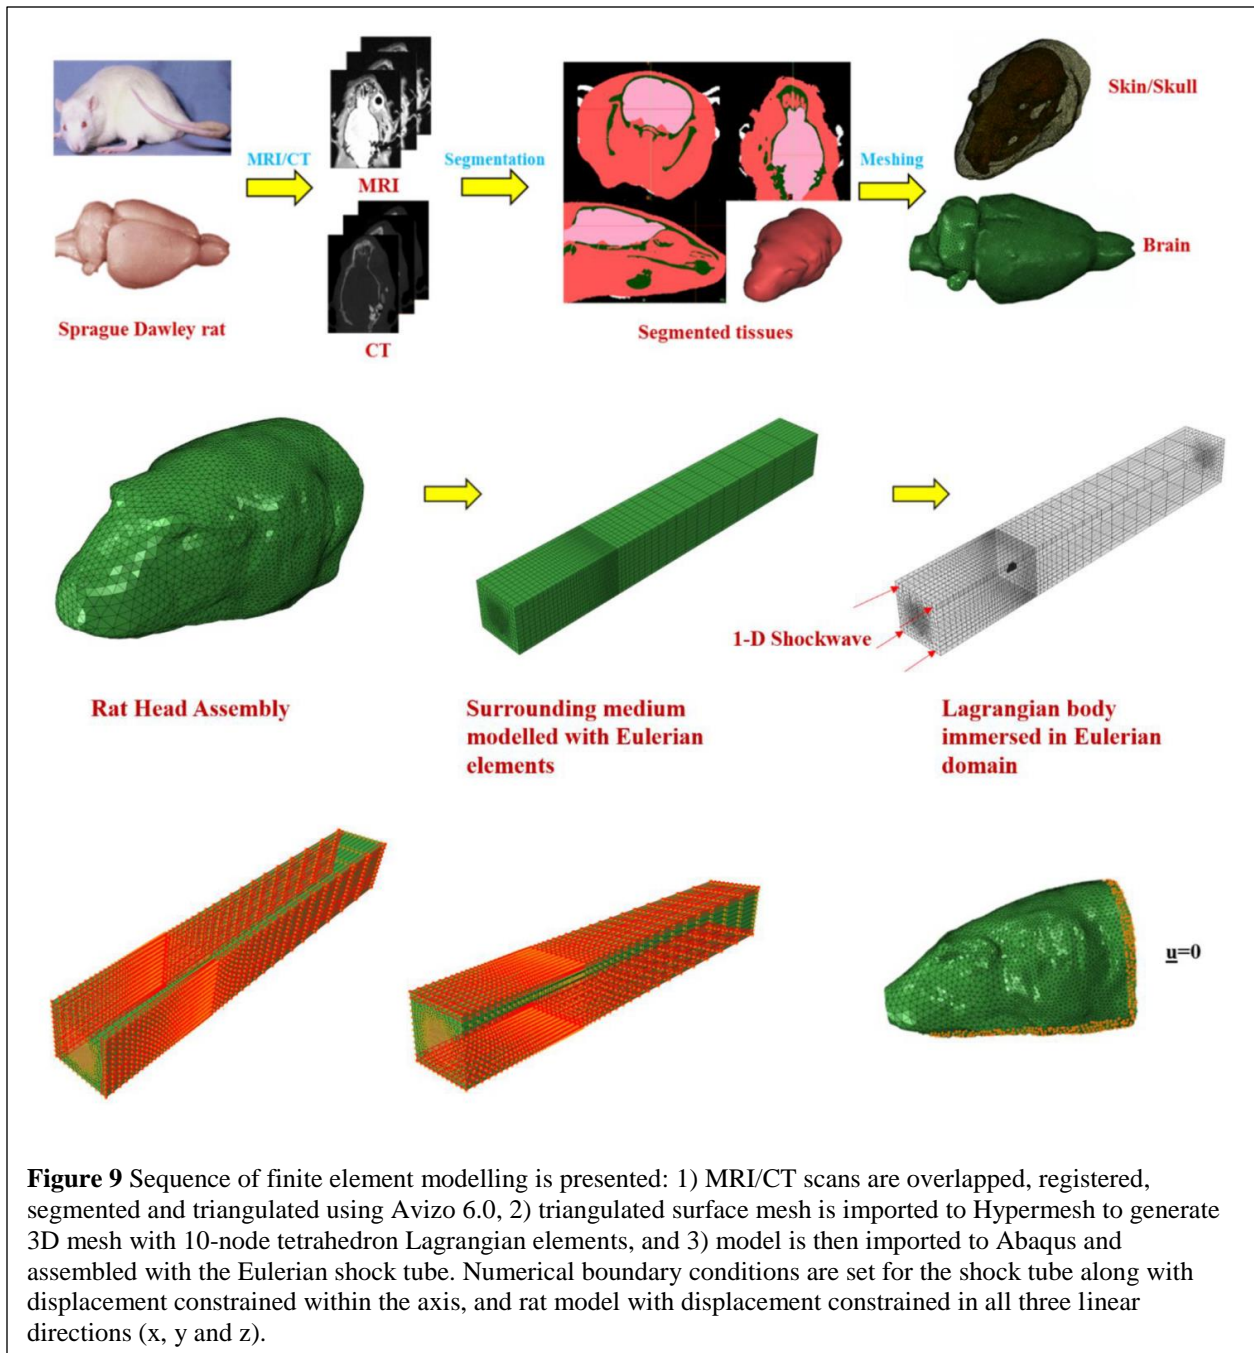 MRI/CT
Segmentation
Meshing
Skin/Skull
MRI
Brain
Sprague Dawley rat
CT
Segmented tissues
1-D Shockwave
Rat Head Assembly
Surrounding medium
modelled with Eulerian
elements
Lagrangian body
immersed in Eulerian
domain
u=0
Figure 9 Sequence of finite element modelling is presented: 1) MRI/CT scans are overlapped, registered,
segmented and triangulated using Avizo 6.0, 2) triangulated surface mesh is imported to Hypermesh to generate
3D mesh with 10-node tetrahedron Lagrangian elements, and 3) model is then imported to Abaqus and
assembled with the Eulerian shock tube. Numerical boundary conditions are set for the shock tube along with
displacement constrained within the axis, and rat model with displacement constrained in all three linear
directions (x, y and z).